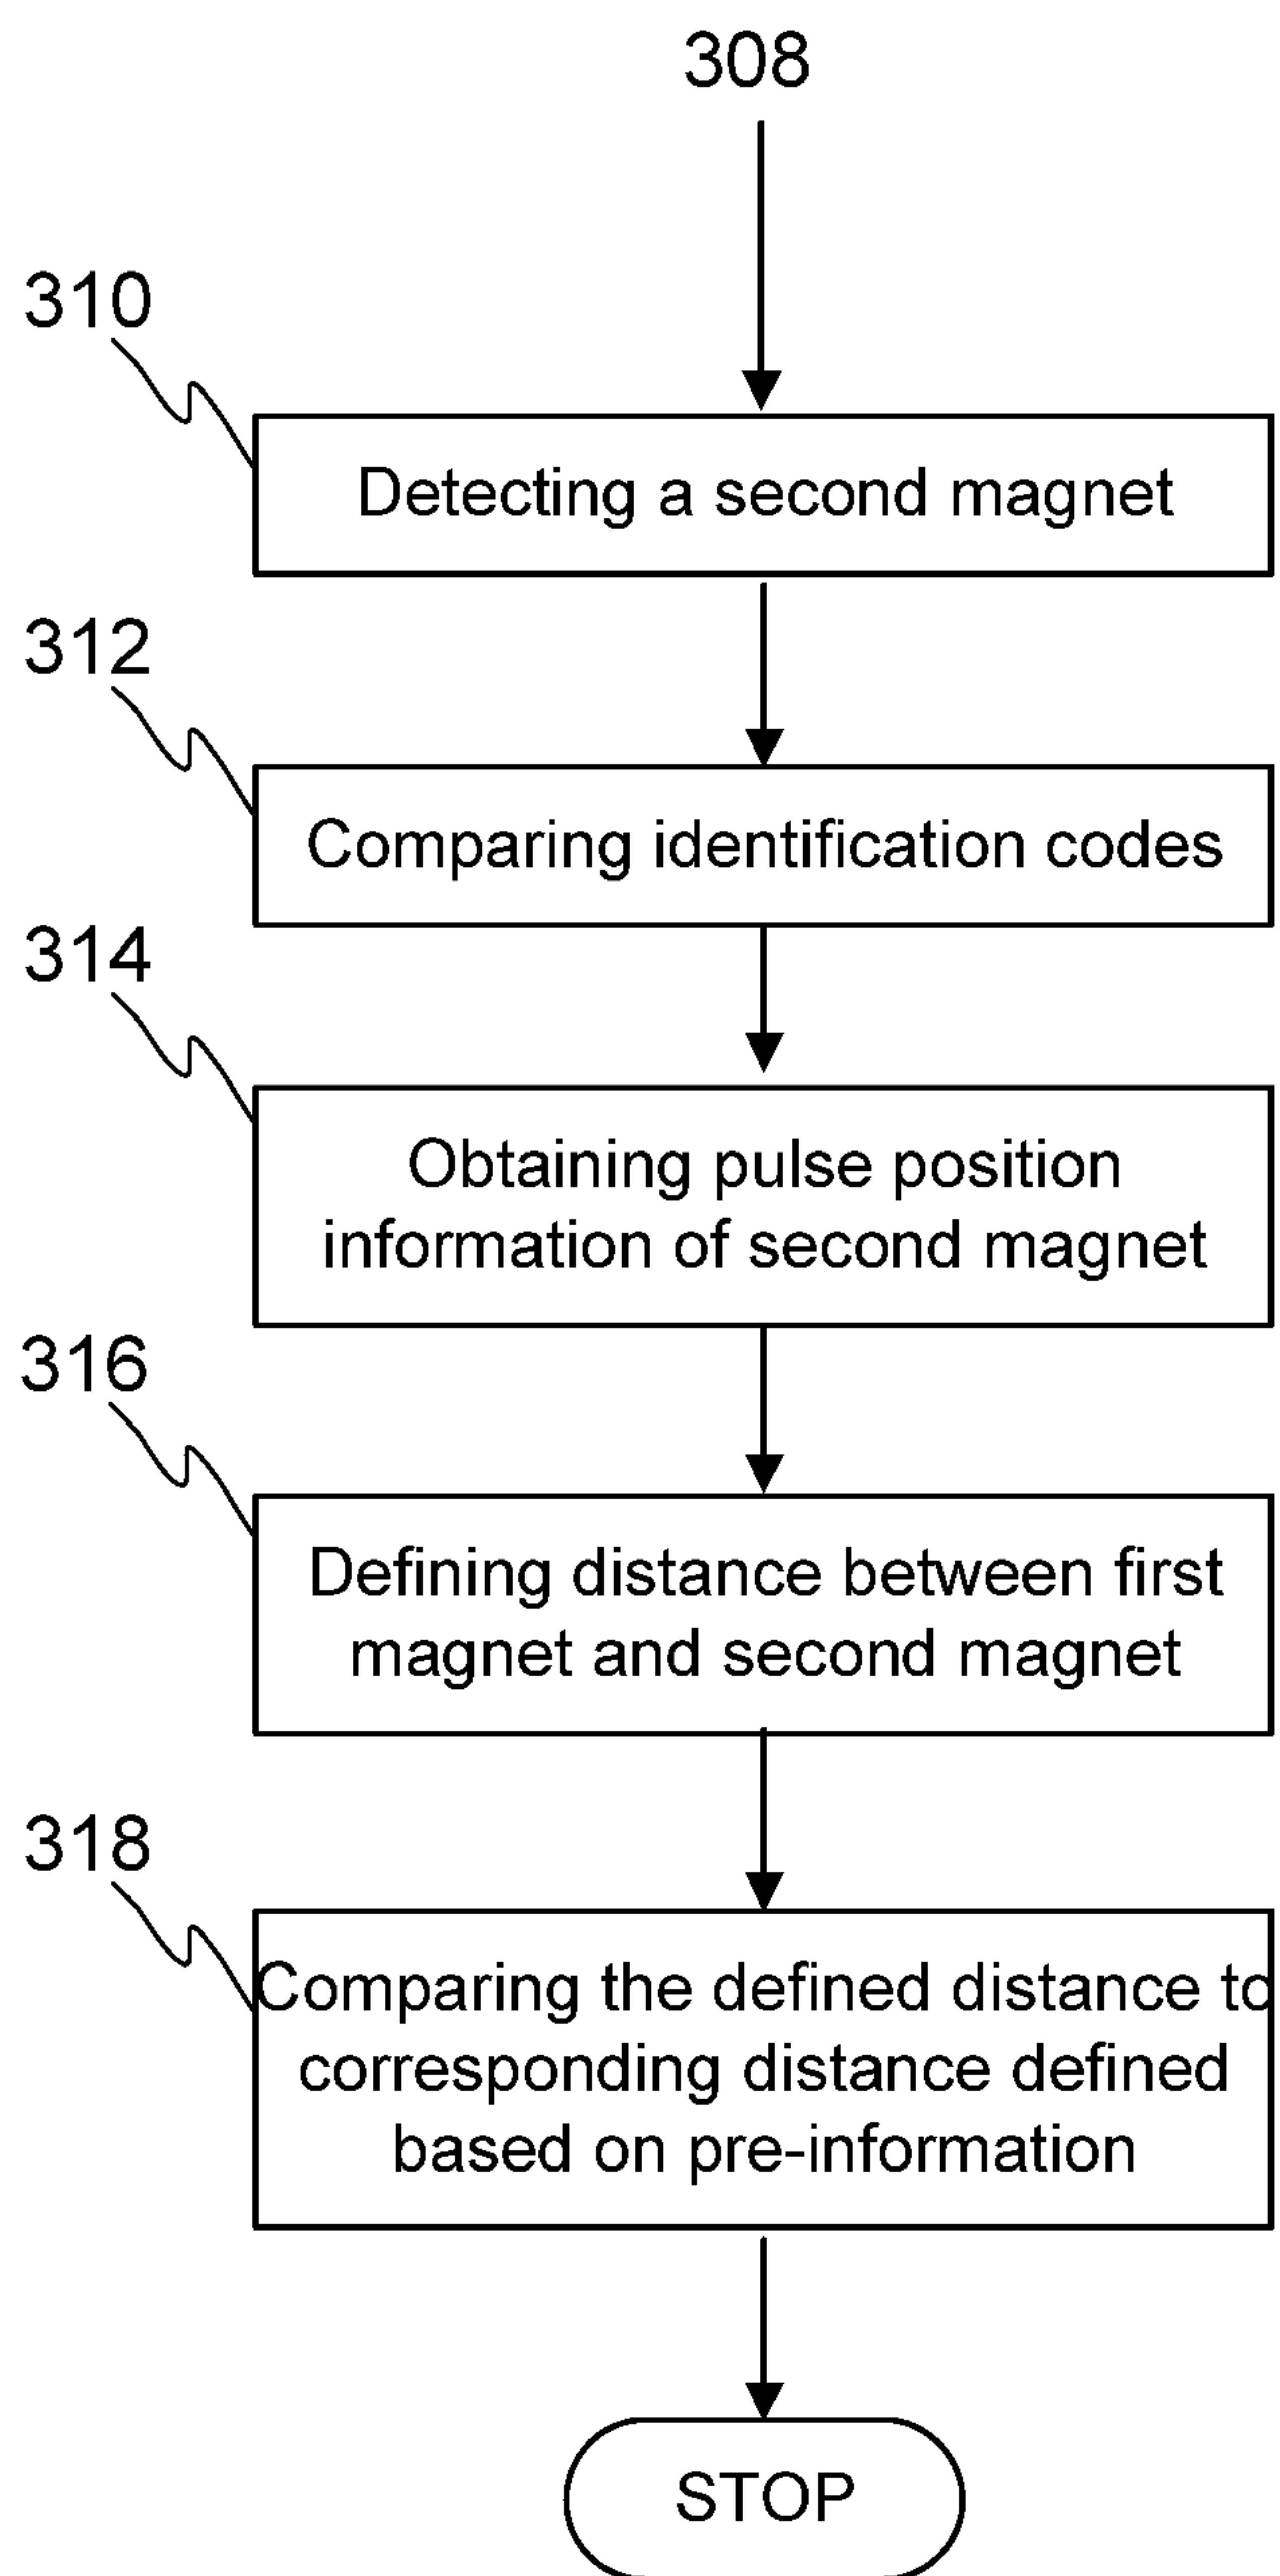 308
310
Detecting a second magnet
312
Comparing identification codes
314
Obtaining pulse position
information of second magnet
316
Defining distance between first
magnet and second magnet
318
Comparing the defined distance to
corresponding distance defined
based on pre-information
STOP